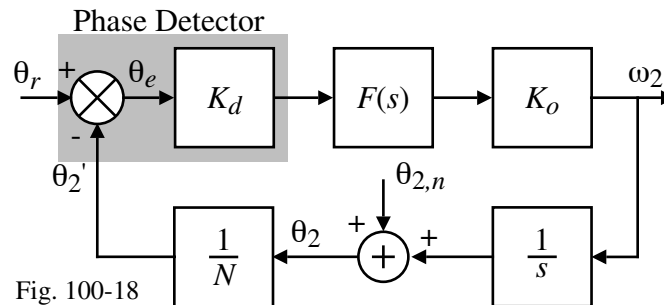 Phase Detector
θr + θe Kd F(s) Ko ω2
-
θ2' θ2,n
1/N θ2 + + + 1/s
Fig. 100-18